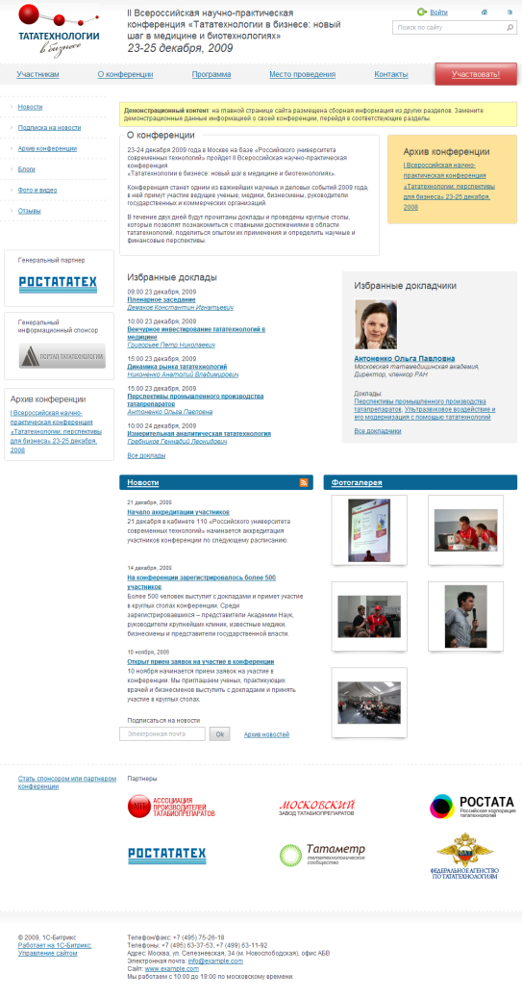 ТАТАТЕХНОЛОГИИ
в бизнесе
II Всероссийская научно-практическая
конференция «Тататехнологии в бизнесе: новый
шаг в медицине и биотехнологиях»
23-25 декабря, 2009
Войти
Поиск по сайту
Участникам
О конференции
Программа
Место проведения
Контакты
Участвовать!
Новости
Подписка на новости
Архив конференции
Блоги
Фото и видео
Отзывы
Демонстрационный контент: на главной странице сайта размещена сборная информация из других разделов. Замените
демонстрационные данные информацией о своей конференции, перейдя в соответствующие разделы.
О конференции
23-24 декабря 2009 года в Москве на базе «Российского университета
современных технологий» пройдет II Всероссийская научно-практическая
конференция
«Тататехнологии в бизнесе: новый шаг в медицине и биотехнологиях».
Конференция станет одним из важнейших научных и деловых событий 2009 года,
в ней примут участие ведущие ученые, медики, бизнесмены, руководители
государственных и коммерческих организаций.
В течение двух дней будут прочитаны доклады и проведены круглые столы,
которые позволят познакомиться с главными достижениями в области
тататехнологий, поделиться опытом их применения и определить научные и
финансовые перспективы.
Архив конференции
I Всероссийская научно-
практическая конференция
«Тататехнологии: перспективы
для бизнеса» 23-25 декабря,
2008
Генеральный партнер
РОСТАТАТЕХ
Генеральный
информационный спонсор
ПОРТАЛ ТАТАТЕХНОЛОГИЯ
Архив конференции
I Всероссийская научно-
практическая конференция
«Тататехнологии: перспективы
для бизнеса» 23-25 декабря,
2008
Избранные доклады
09:00 23 декабря, 2009
Пленарное заседание
Демаков Константин Игнатьевич
10:00 23 декабря, 2009
Венчурное инвестирование тататехнологий в
медицине
Григорьев Петр Николаевич
15:00 23 декабря, 2009
Динамика рынка тататехнологий
Никоненко Анатолий Владимирович
15:00 23 декабря, 2009
Перспективы промышленного производства
татапрепаратов
Антоненко Ольга Павловна
10:00 24 декабря, 2009
Измерительная аналитическая тататехнология
Гребников Геннадий Леонидович
Все доклады
Избранные докладчики
Антоненко Ольга Павловна
Московская татамедицинская академия,
Директор, членкор РАН
Доклады:
Перспективы промышленного производства
татапрепаратов, Ультразвуковое воздействие и
его модернизация с помощью тататехнологий
Все докладчики
Новости
21 декабря, 2009
Начало аккредитации участников
21 декабря в кабинете 110 «Российского университета
современных технологий» начинается аккредитация
участников конференции по следующему расписанию:
14 декабря, 2009
На конференции зарегистрировалось более 500
участников
Более 500 человек выступит с докладами и примет участие
в круглых столах конференции. Среди
зарегистрировавшихся – представители Академии Наук,
руководители крупнейших клиник, известные медики,
бизнесмены и представители государственной власти.
10 ноября, 2009
Открыт прием заявок на участие в конференции
10 ноября начинается прием заявок на участие в
конференции. Мы приглашаем ученых, практикующих
врачей и бизнесменов выступить с докладами и принять
участие в круглых столах.
Подписаться на новости
Электронная почта
Ok
Архив новостей
Фотогалерея
Стать спонсором или партнером
конференции
Партнеры
АССОЦИАЦИЯ
ПРОИЗВОДИТЕЛЕЙ
ТАТАБИОПРЕПАРАТОВ
МОСКОВСКИЙ
ЗАВОД ТАТАБИОПРЕПАРАТОВ
РОСТАТА
Российская корпорация
тататехнологий
РОСТАТАТЕХ
Татаметр
тататехнологическое
сообщество
ФЕДЕРАЛЬНОЕ АГЕНСТВО
ПО ТАТАТЕХНОЛОГИЯМ
© 2009, 1С-Битрикс
Работает на 1С-Битрикс
Управление сайтом
Телефон/факс: +7 (495) 75-26-18
Телефоны: +7 (495) 63-37-53, +7 (499) 63-11-92
Адрес: Москва, ул. Селезневская, 34 (м. Новослободская), офис АБВ
Электронная почта: info@example.com
Сайт: www.example.com
Мы работаем с 10:00 до 19:00 по московскому времени.